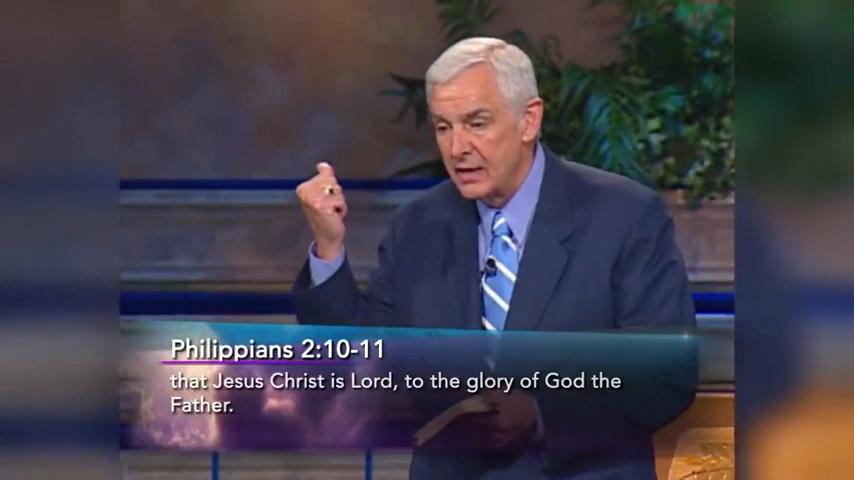 Philippians 2:10-11
that Jesus Christ is Lord, to the glory of God the
Father.